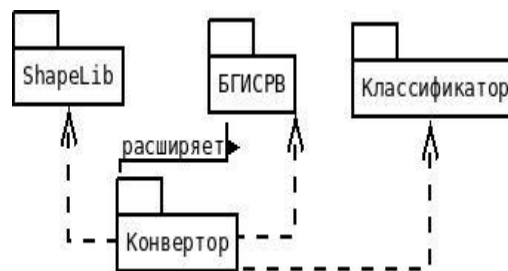 ShapeLib
БГИСРВ
Классификатор
расширяет
Конвертор